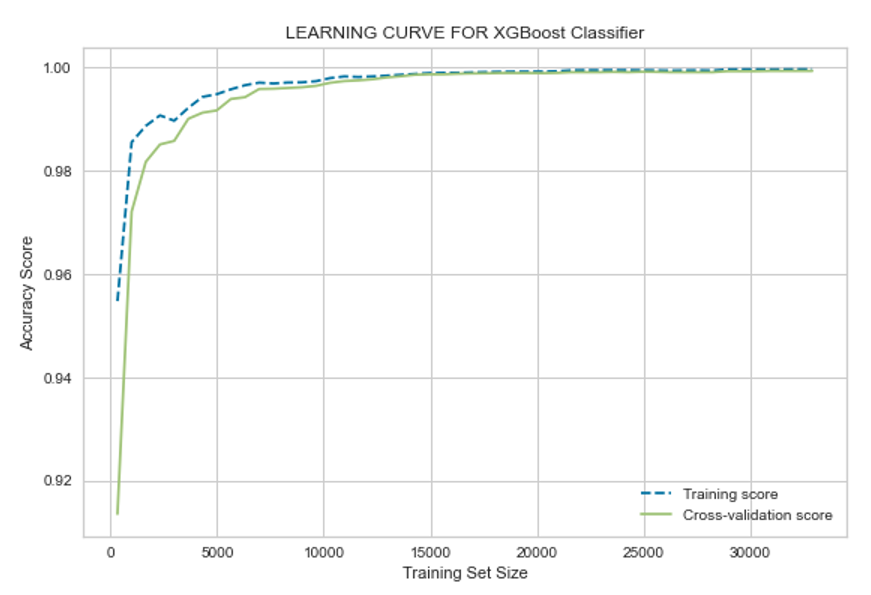 LEARNING CURVE FOR XGBoost Classifier
1.00
0.98
0.96
0.94
0.92
Accuracy Score
Training score
Cross-validation score
0 5000 10000 15000 20000 25000 30000
Training Set Size